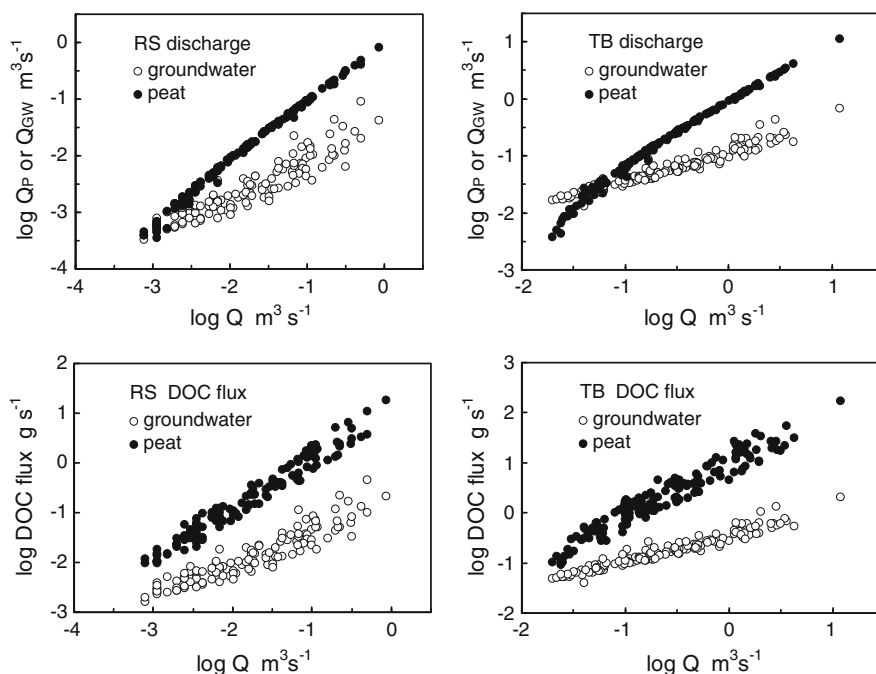 RS discharge
○ groundwater
● peat
log Qₚ or Q_GW m³s⁻¹
0
-1
-2
-3
-4
-4 -3 -2 -1 0
log Q m³ s⁻¹
TB discharge
○ groundwater
● peat
log Qₚ or Q_GW m³s⁻¹
1
0
-1
-2
-3
-2 -1 0 1
log Q m³ s⁻¹
RS DOC flux
○ groundwater
● peat
log DOC flux g s⁻¹
2
1
0
-1
-2
-3
-4 -3 -2 -1 0
log Q m³s⁻¹
TB DOC flux
○ groundwater
● peat
log DOC flux g s⁻¹
3
2
1
0
-1
-2
-2 -1 0 1
log Q m³s⁻¹